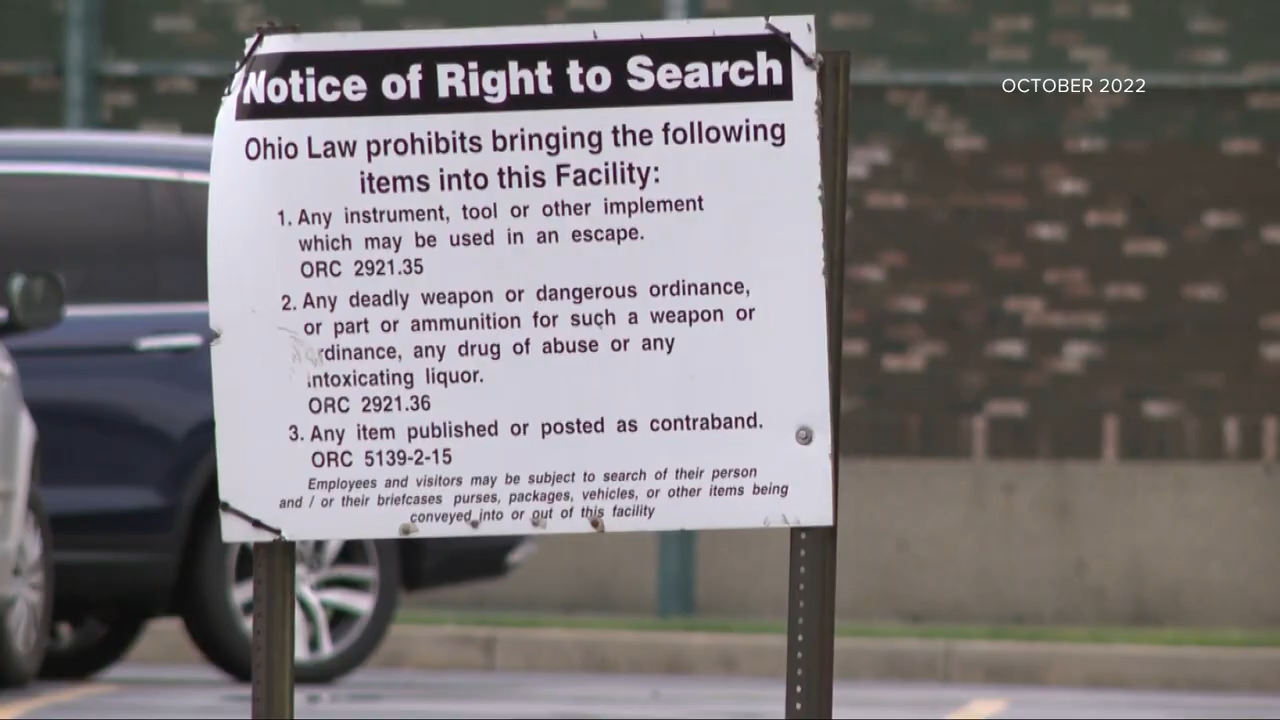 Notice of Right to Search
OCTOBER 2022
Ohio Law prohibits bringing the following
items into this Facility:
1. Any instrument, tool or other implement
which may be used in an escape.
ORC 2921.35
2. Any deadly weapon or dangerous ordinance,
or part or ammunition for such a weapon or
ordinance, any drug of abuse or any
intoxicating liquor.
ORC 2921.36
3. Any item published or posted as contraband.
ORC 5139-2-15
Employees and visitors may be subject to search of their person
and / or their briefcases purses, packages, vehicles, or other items being
conveyed into or out of this facility